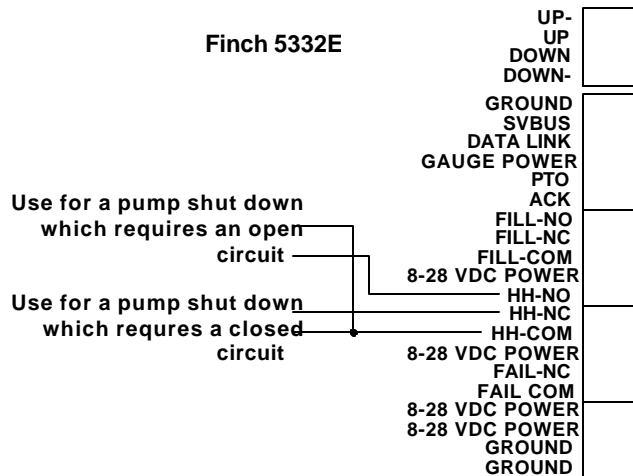 Finch 5332E
UP-
UP
DOWN
DOWN-
GROUND
SVBUS
DATA LINK
GAUGE POWER
PTO
ACK
FILL-NO
FILL-NC
FILL-COM
8-28 VDC POWER
HH-NO
HH-NC
HH-COM
8-28 VDC POWER
FAIL-NC
FAIL COM
8-28 VDC POWER
8-28 VDC POWER
GROUND
GROUND
Use for a pump shut down
which requires an open
circuit
Use for a pump shut down
which requres a closed
circuit